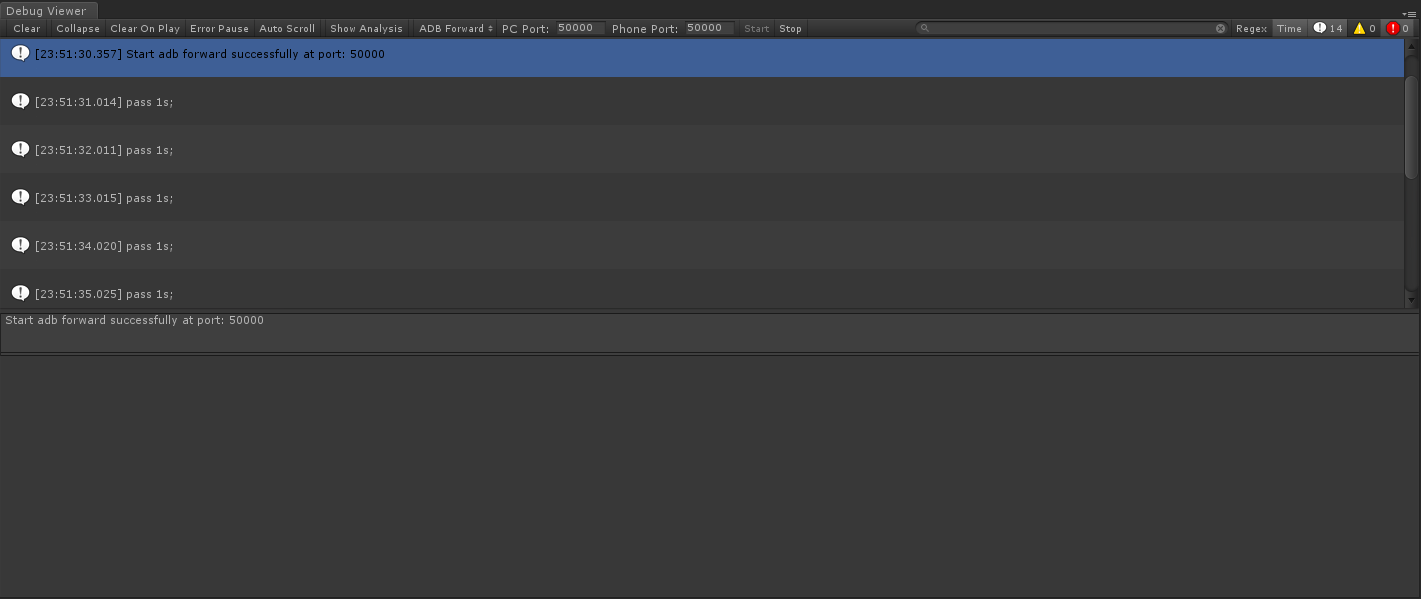 Debug Viewer
Clear Collapse Clear On Play Error Pause Auto Scroll Show Analysis ADB Forward PC Port: 50000 Phone Port: 50000 Start Stop Regex Time 14 0 0
[23:51:30.357] Start adb forward successfully at port: 50000
[23:51:31.014] pass 1s;
[23:51:32.011] pass 1s;
[23:51:33.015] pass 1s;
[23:51:34.020] pass 1s;
[23:51:35.025] pass 1s;
Start adb forward successfully at port: 50000